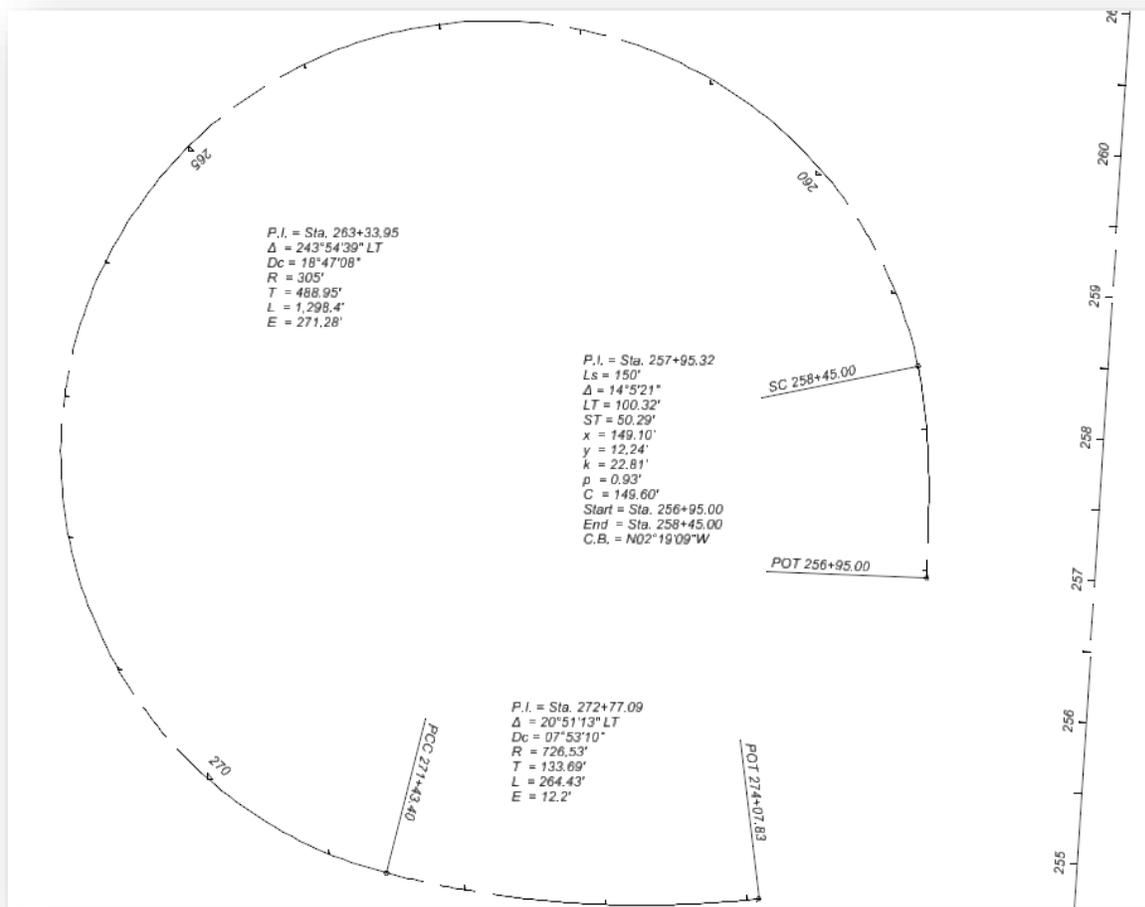 P.I. = Sta. 263+33.95
Δ = 243°54'39" LT
Dc = 18°47'08"
R = 305'
T = 488.95'
L = 1,298.4'
E = 271.28'
P.I. = Sta. 257+95.32
Ls = 150'
Δ = 14°5'21"
LT = 100.32'
ST = 50.29'
x = 149.10'
y = 12.24'
k = 22.81'
p = 0.93'
C = 149.60'
Start = Sta. 256+95.00
End = Sta. 258+45.00
C.B. = N02°19'09"W
P.I. = Sta. 272+77.09
Δ = 20°51'13" LT
Dc = 07°53'10"
R = 726.53'
T = 133.69'
L = 264.43'
E = 12.2'
265
260
SC 258+45.00
POT 256+95.00
270
PCC 271+43.40
POT 274+07.83
260
259
258
257
256
255